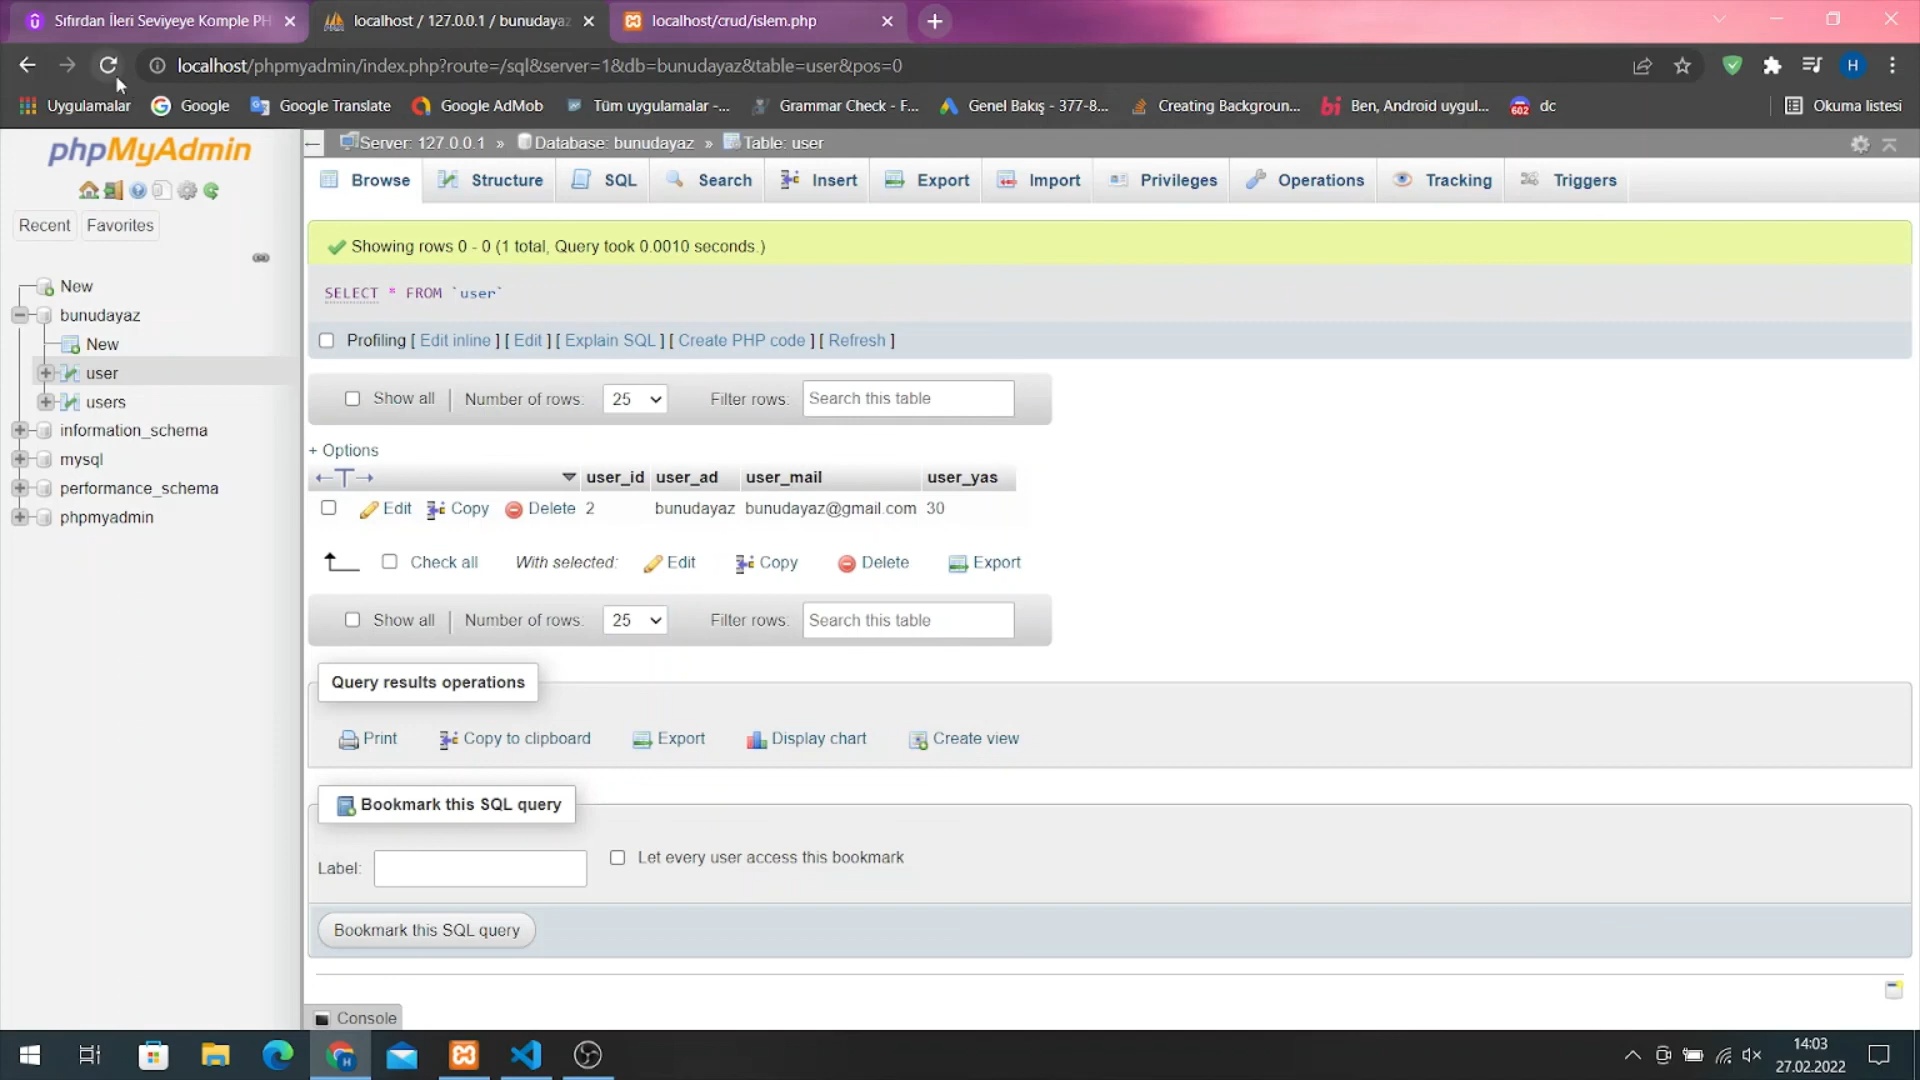 Sıfırdan İleri Seviyeye Komple PH
localhost / 127.0.0.1 / bunudayaz
localhost/crud/islem.php
localhost/phpmyadmin/index.php?route=/sql&server=1&db=bunudayaz&table=user&pos=0
H
Uygulamalar
Google
Google Translate
Google AdMob
Tüm uygulamalar -...
Grammar Check - F...
Genel Bakış - 377-8...
Creating Backgroun...
bi
Ben, Android uygul...
602
dc
Okuma listesi
phpMyAdmin
Recent
Favorites
New
bunudayaz
New
user
users
information_schema
mysql
performance_schema
phpmyadmin
Server: 127.0.0.1 » Database: bunudayaz » Table: user
Browse
Structure
SQL
Search
Insert
Export
Import
Privileges
Operations
Tracking
Triggers
Showing rows 0 - 0 (1 total, Query took 0.0010 seconds.)
SELECT * FROM `user`
Profiling [ Edit inline ] [ Edit ] [ Explain SQL ] [ Create PHP code ] [ Refresh ]
Show all | Number of rows: 25 Filter rows: Search this table
+ Options
user_id user_ad user_mail user_yas
Edit Copy Delete 2 bunudayaz bunudayaz@gmail.com 30
Check all With selected: Edit Copy Delete Export
Show all | Number of rows: 25 Filter rows: Search this table
Query results operations
Print
Copy to clipboard
Export
Display chart
Create view
Bookmark this SQL query
Label:
Let every user access this bookmark
Bookmark this SQL query
Console
H
14:03
27.02.2022